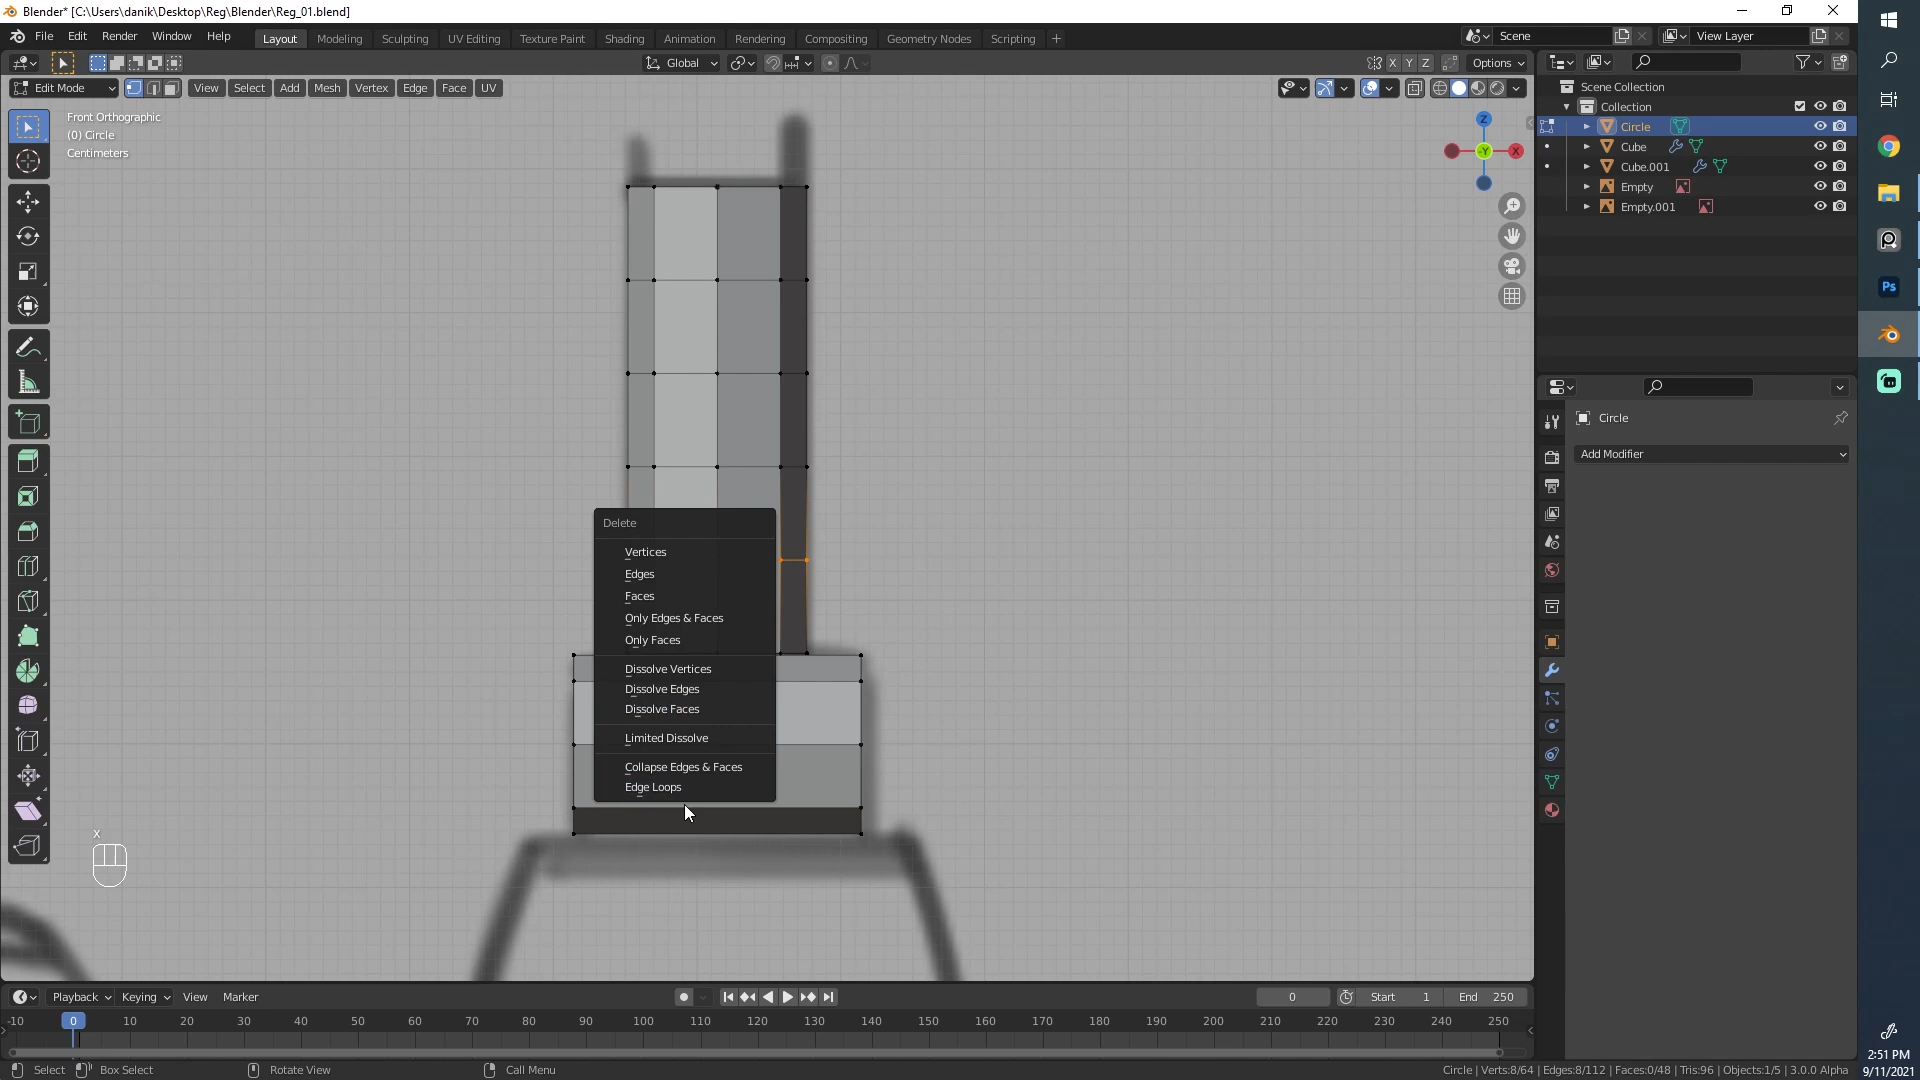 Blender* [C:\Users\danik\Desktop\Reg\Blender\Reg_01.blend]
File Edit Render Window Help Layout Modeling Sculpting UV Editing Texture Paint Shading Animation Rendering Compositing Geometry Nodes Scripting Scene View Layer
Global X Y Z Options
Edit Mode View Select Add Mesh Vertex Edge Face UV
Scene Collection
Collection
Circle
Cube
Cube.001
Empty
Empty.001
Front Orthographic
(0) Circle
Centimeters
Z
-Y X
Circle
Add Modifier
Delete
Vertices
Edges
Faces
Only Edges & Faces
Only Faces
Dissolve Vertices
Dissolve Edges
Dissolve Faces
Limited Dissolve
Collapse Edges & Faces
Edge Loops
x
Ps
Playback Keying View Marker 0 Start 1 End 250
-10 0 10 20 30 40 50 60 70 80 90 100 110 120 130 140 150 160 170 180 190 200 210 220 230 240 250
Select Box Select Rotate View Call Menu Circle | Verts:8/64 | Edges:8/112 | Faces:0/48 | Tris:96 | Objects:1/5 | 3.0.0 Alpha
2:51 PM
9/11/2021